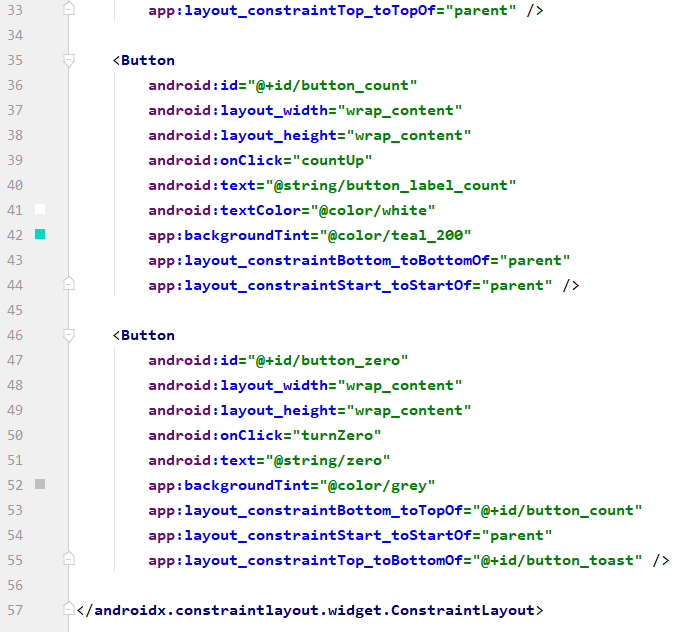 33 app:layout_constraintTop_toTopOf="parent" />
34
35 <Button
36 android:id="@+id/button_count"
37 android:layout_width="wrap_content"
38 android:layout_height="wrap_content"
39 android:onClick="countUp"
40 android:text="@string/button_label_count"
41 android:textColor="@color/white"
42 app:backgroundTint="@color/teal_200"
43 app:layout_constraintBottom_toBottomOf="parent"
44 app:layout_constraintStart_toStartOf="parent" />
45
46 <Button
47 android:id="@+id/button_zero"
48 android:layout_width="wrap_content"
49 android:layout_height="wrap_content"
50 android:onClick="turnZero"
51 android:text="@string/zero"
52 app:backgroundTint="@color/grey"
53 app:layout_constraintBottom_toTopOf="@+id/button_count"
54 app:layout_constraintStart_toStartOf="parent"
55 app:layout_constraintTop_toBottomOf="@+id/button_toast" />
56
57 </androidx.constraintlayout.widget.ConstraintLayout>